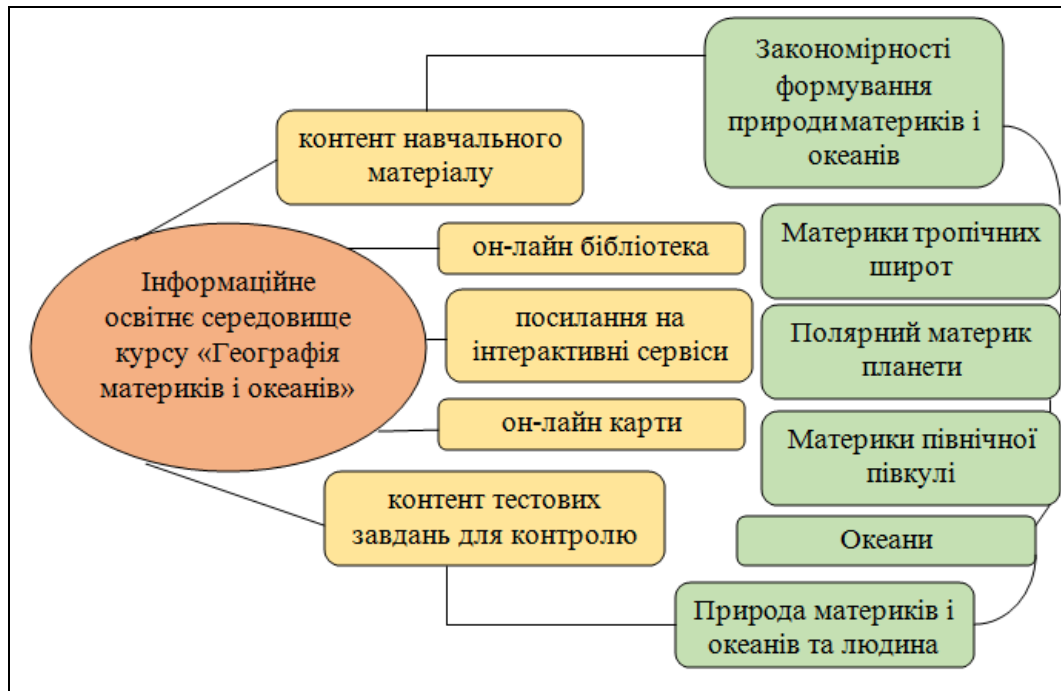 Інформаційне
освітнє середовище
курсу «Географія
материків і океанів»
контент навчального
матеріалу
он-лайн бібліотека
посилання на
інтерактивні сервіси
он-лайн карти
контент тестових
завдань для контролю
Закономірності
формування
природи материків і
океанів
Материки тропічних
широт
Полярний материк
планети
Материки північної
півкулі
Океани
Природа материків і
океанів та людина